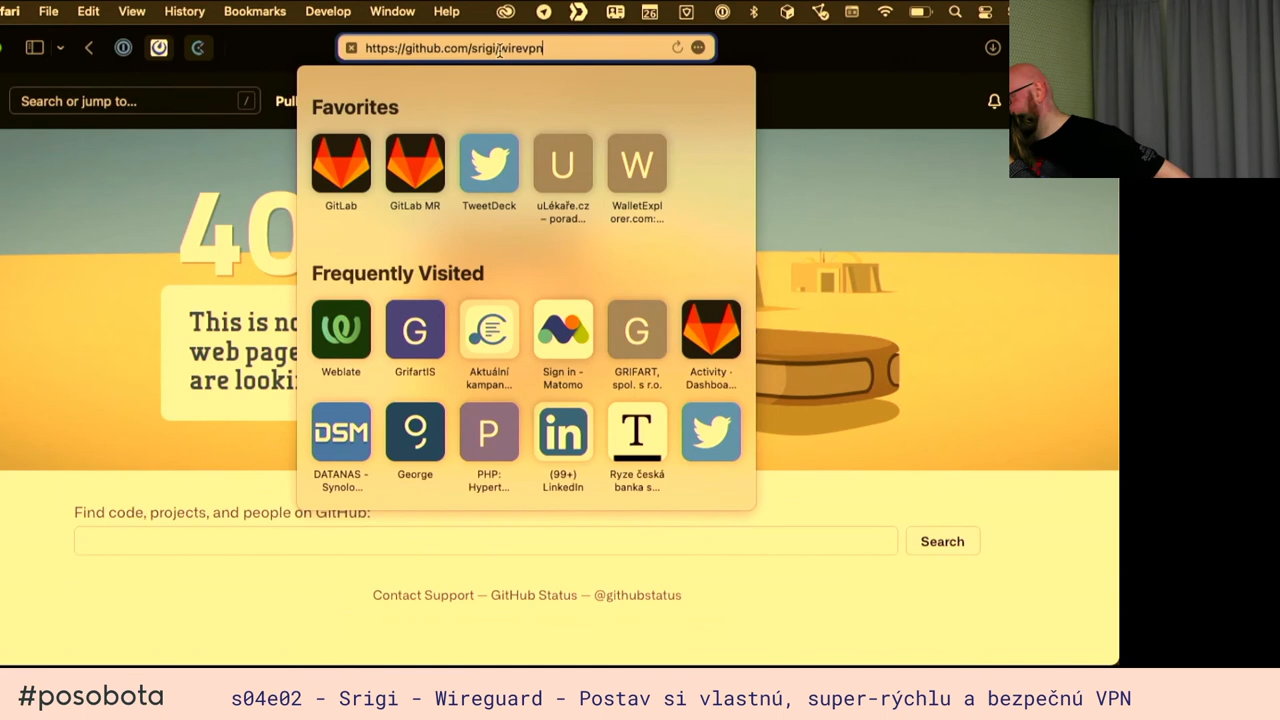 fari File Edit View History Bookmarks Develop Window Help
26
https://github.com/srigi/wirevpn
Search or jump to... /
Pull
Favorites
GitLab
GitLab MR
TweetDeck
U
uLékaře.cz
– porad...
W
WalletExpl
orer.com:...
40
This is no
web page
are looki
Frequently Visited
Weblate
G
GrifartIS
Aktuální
kampan...
Sign in -
Matomo
G
GRIFART,
spol. s r.o.
Activity ·
Dashboa...
DSM
DATANAS -
Synolo...
George
P
PHP:
Hypert...
in
(99+)
LinkedIn
T
Ryze česká
banka s...
Find code, projects, and people on GitHub:
Search
Contact Support — GitHub Status — @githubstatus
#posobota
s04e02 - Srigi - Wireguard - Postav si vlastnú, super-rýchlu a bezpečnú VPN